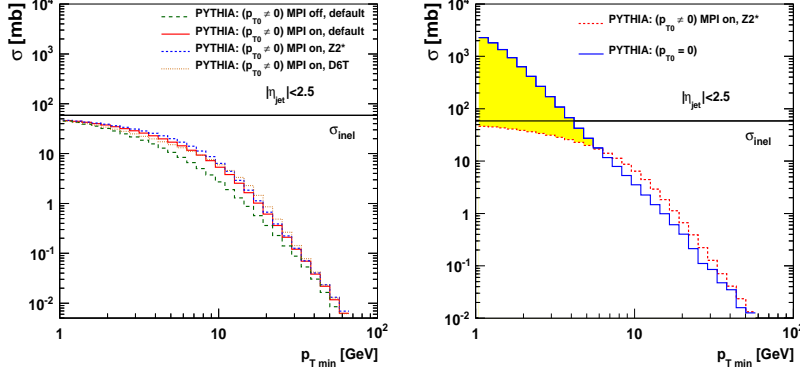 σ [mb]
10⁴
10³
10²
10
1
10⁻¹
10⁻²
PYTHIA: (p_T0 ≠ 0) MPI off, default
PYTHIA: (p_T0 ≠ 0) MPI on, default
PYTHIA: (p_T0 ≠ 0) MPI on, Z2*
PYTHIA: (p_T0 ≠ 0) MPI on, D6T
|η_jet|<2.5
σ_inel
1 10 10²
p_T min [GeV]
σ [mb]
10⁴
10³
10²
10
1
10⁻¹
10⁻²
PYTHIA: (p_T0 ≠ 0) MPI on, Z2*
PYTHIA: (p_T0 = 0)
|η_jet|<2.5
σ_inel
1 10 10²
p_T min [GeV]